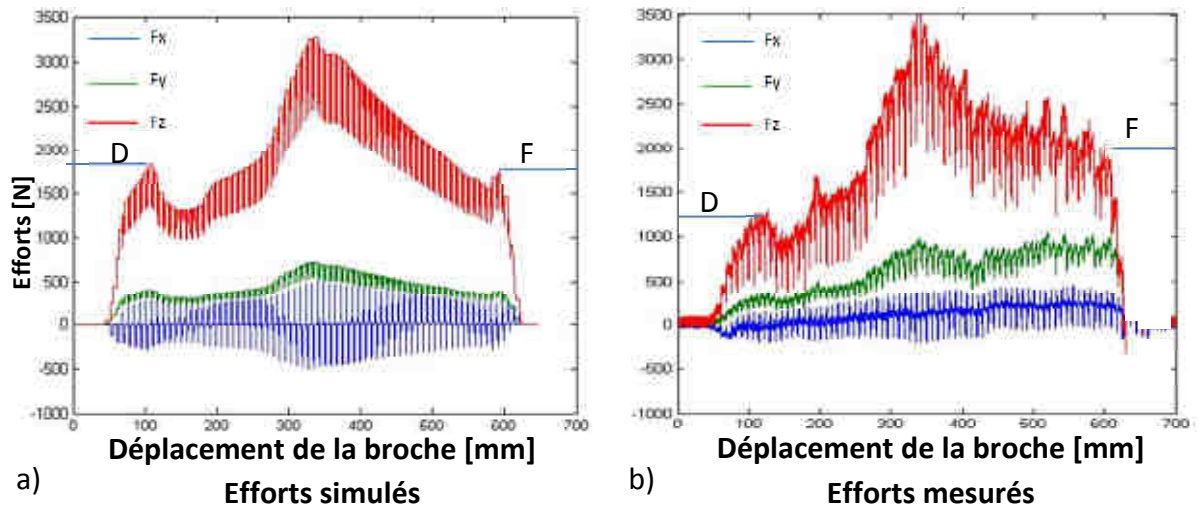 3500
3000
2500
2000
1500
1000
500
0
-500
-1000
Efforts [N]
Fx
Fy
Fz
D
F
0 100 200 300 400 500 600 700
Déplacement de la broche [mm]
a)
Efforts simulés
3500
3000
2500
2000
1500
1000
500
0
-500
-1000
Fx
Fy
Fz
D
F
0 100 200 300 400 500 600 700
Déplacement de la broche [mm]
b)
Efforts mesurés